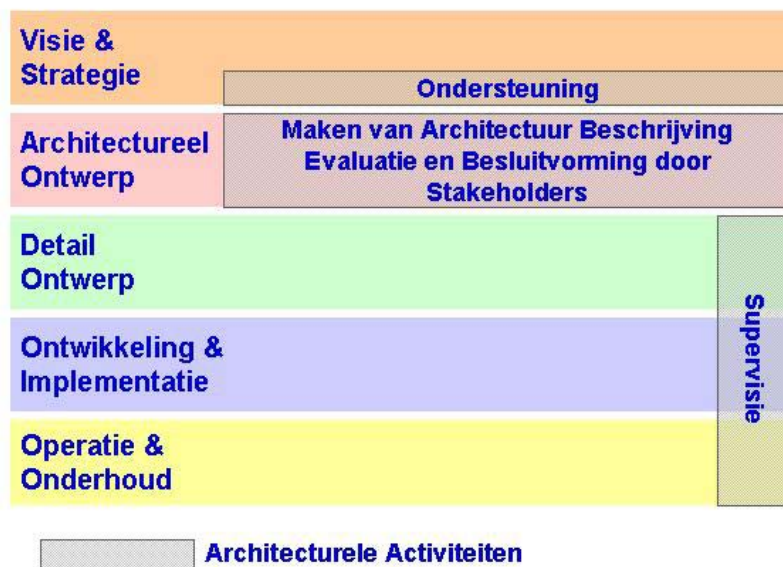 Visie &
Strategie
Ondersteuning
Architectureel
Ontwerp
Maken van Architectuur Beschrijving
Evaluatie en Besluitvorming door
Stakeholders
Detail
Ontwerp
Supervisie
Ontwikkeling &
Implementatie
Operatie &
Onderhoud
Architecturele Activiteiten